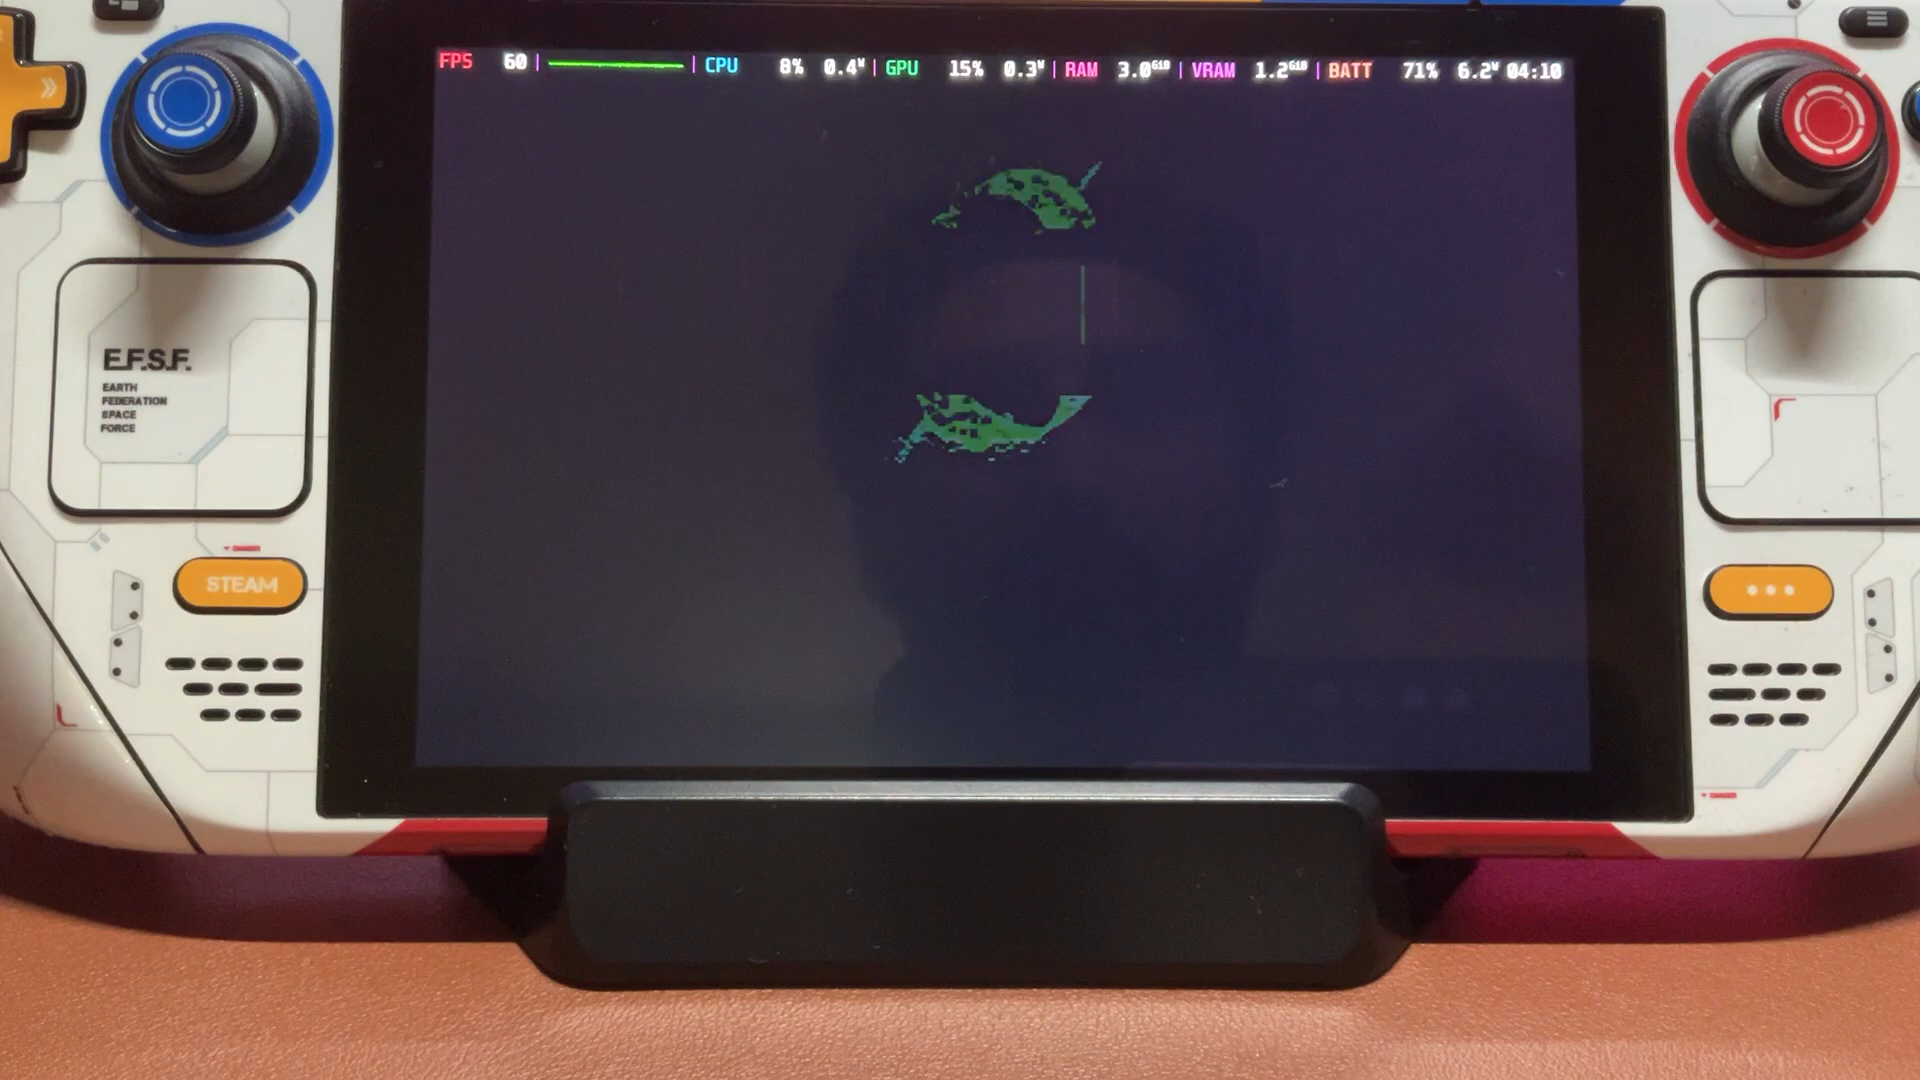 FPS 60 | | CPU 8% 0.4W | GPU 15% 0.3W | RAM 3.0GiB | VRAM 1.2GiB | BATT 71% 6.2W 04:10
E.F.S.F.
EARTH
FEDERATION
SPACE
FORCE
STEAM